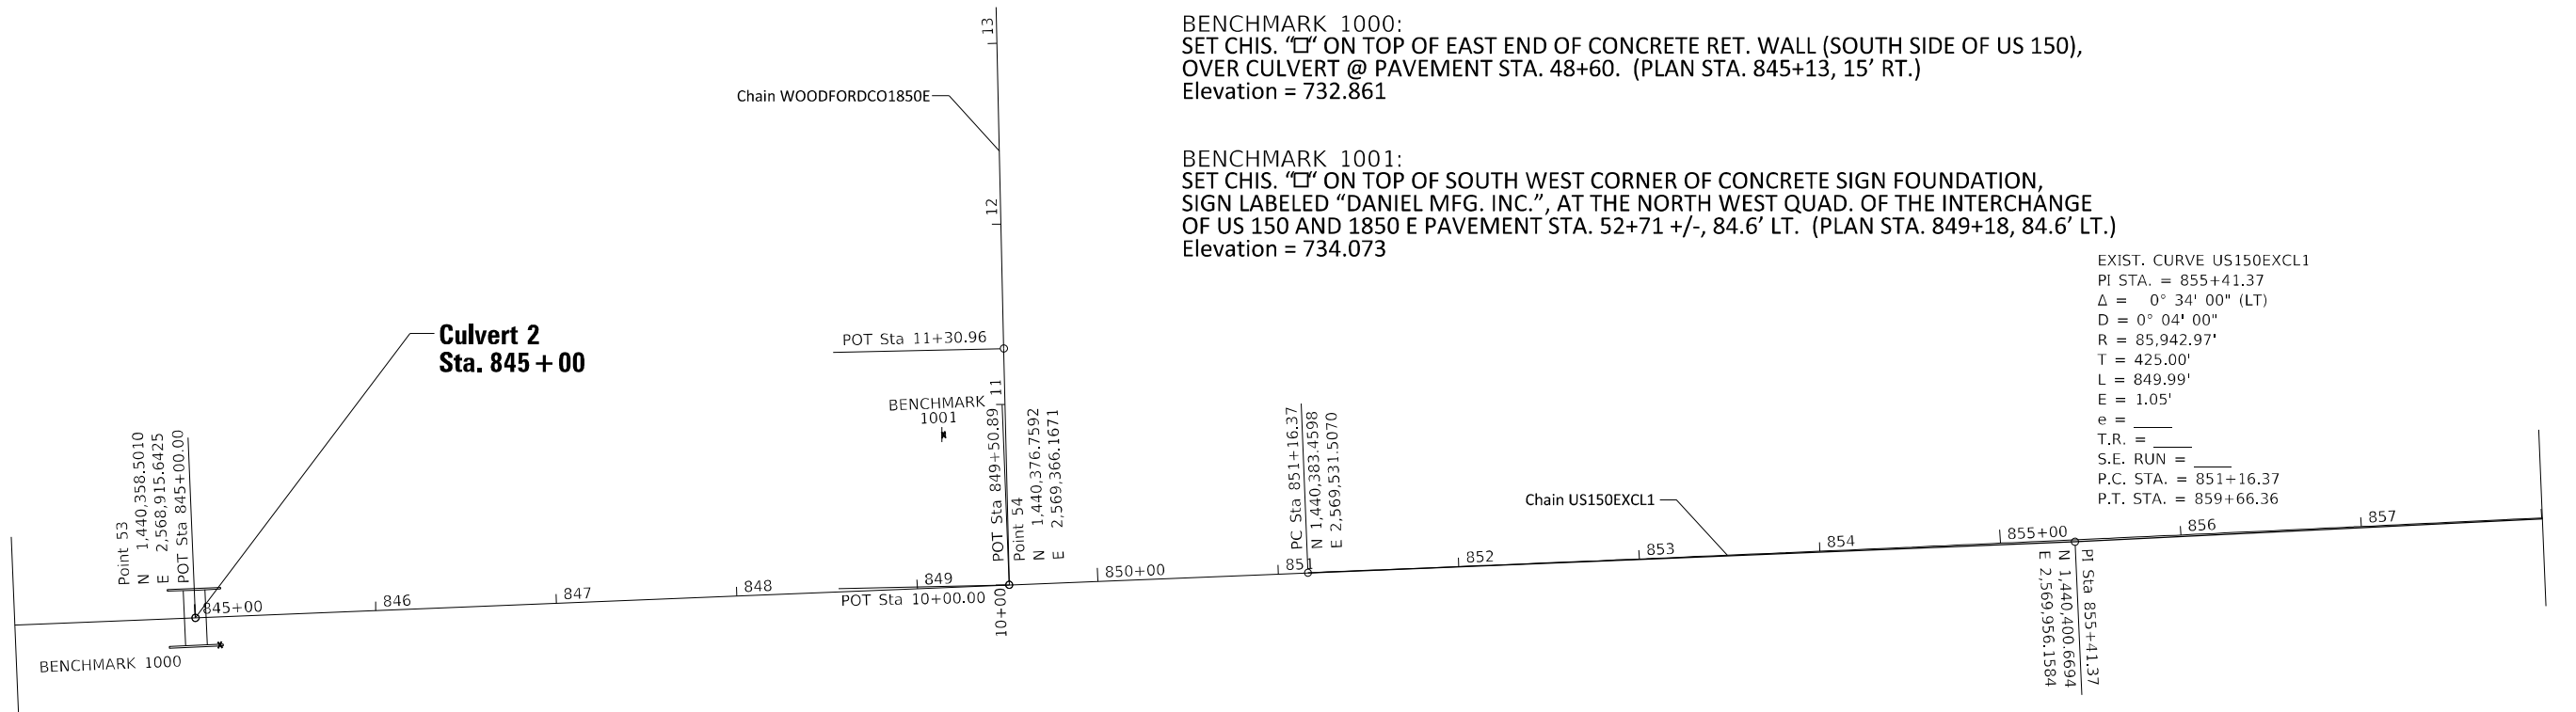 BENCHMARK 1000:
SET CHIS. "□" ON TOP OF EAST END OF CONCRETE RET. WALL (SOUTH SIDE OF US 150),
OVER CULVERT @ PAVEMENT STA. 48+60. (PLAN STA. 845+13, 15' RT.)
Elevation = 732.861
BENCHMARK 1001:
SET CHIS. "□" ON TOP OF SOUTH WEST CORNER OF CONCRETE SIGN FOUNDATION,
SIGN LABELED "DANIEL MFG. INC.", AT THE NORTH WEST QUAD. OF THE INTERCHANGE
OF US 150 AND 1850 E PAVEMENT STA. 52+71 +/-, 84.6' LT. (PLAN STA. 849+18, 84.6' LT.)
Elevation = 734.073
EXIST. CURVE US150EXCL1
PI STA. = 855+41.37
Δ = 0° 34' 00" (LT)
D = 0° 04' 00"
R = 85,942.97'
T = 425.00'
L = 849.99'
E = 1.05'
e = ____
T.R. = ____
S.E. RUN = ____
P.C. STA. = 851+16.37
P.T. STA. = 859+66.36
Chain WOODFORDCO1850E
13
12
11
POT Sta 11+30.96
BENCHMARK
1001
Culvert 2
Sta. 845+00
Point 53
N 1,440,358.5010
E 2,568,915.6425
POT Sta 845+00.00
BENCHMARK 1000
845+00
846
847
848
849
POT Sta 10+00.00
10+00
POT Sta 849+50.89
Point 54
N 1,440,376.7592
E 2,569,366.1671
850+00
851
PC Sta 851+16.37
N 1,440,383.4598
E 2,569,531.5070
Chain US150EXCL1
852
853
854
855+00
856
857
PI Sta 855+41.37
N 1,440,400.6694
E 2,569,956.1584